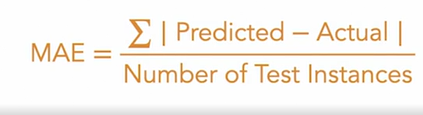 ∑ | Predicted − Actual |
MAE =
Number of Test Instances